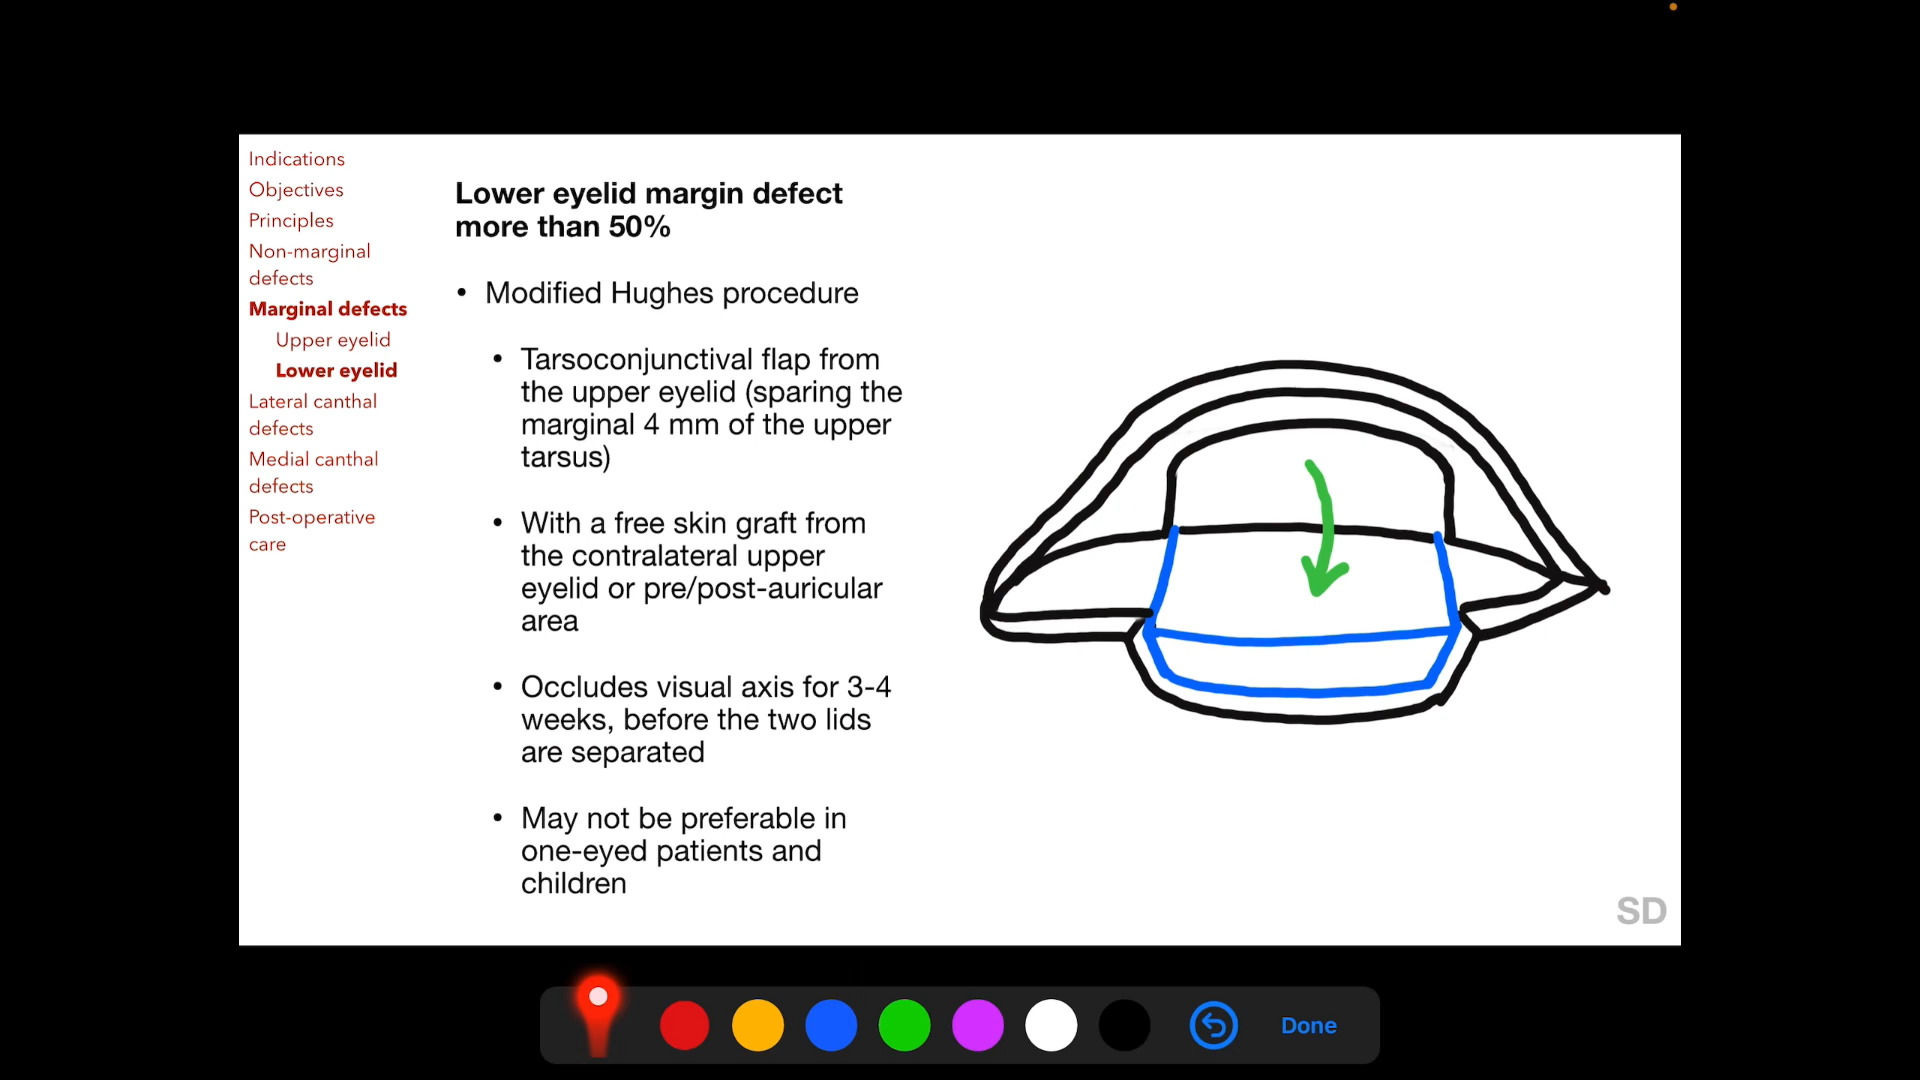 Indications
Objectives
Principles
Non-marginal
defects
Marginal defects
Upper eyelid
Lower eyelid
Lateral canthal
defects
Medial canthal
defects
Post-operative
care
Lower eyelid margin defect
more than 50%
• Modified Hughes procedure
• Tarsoconjunctival flap from
the upper eyelid (sparing the
marginal 4 mm of the upper
tarsus)
• With a free skin graft from
the contralateral upper
eyelid or pre/post-auricular
area
• Occludes visual axis for 3-4
weeks, before the two lids
are separated
• May not be preferable in
one-eyed patients and
children
SD
Done